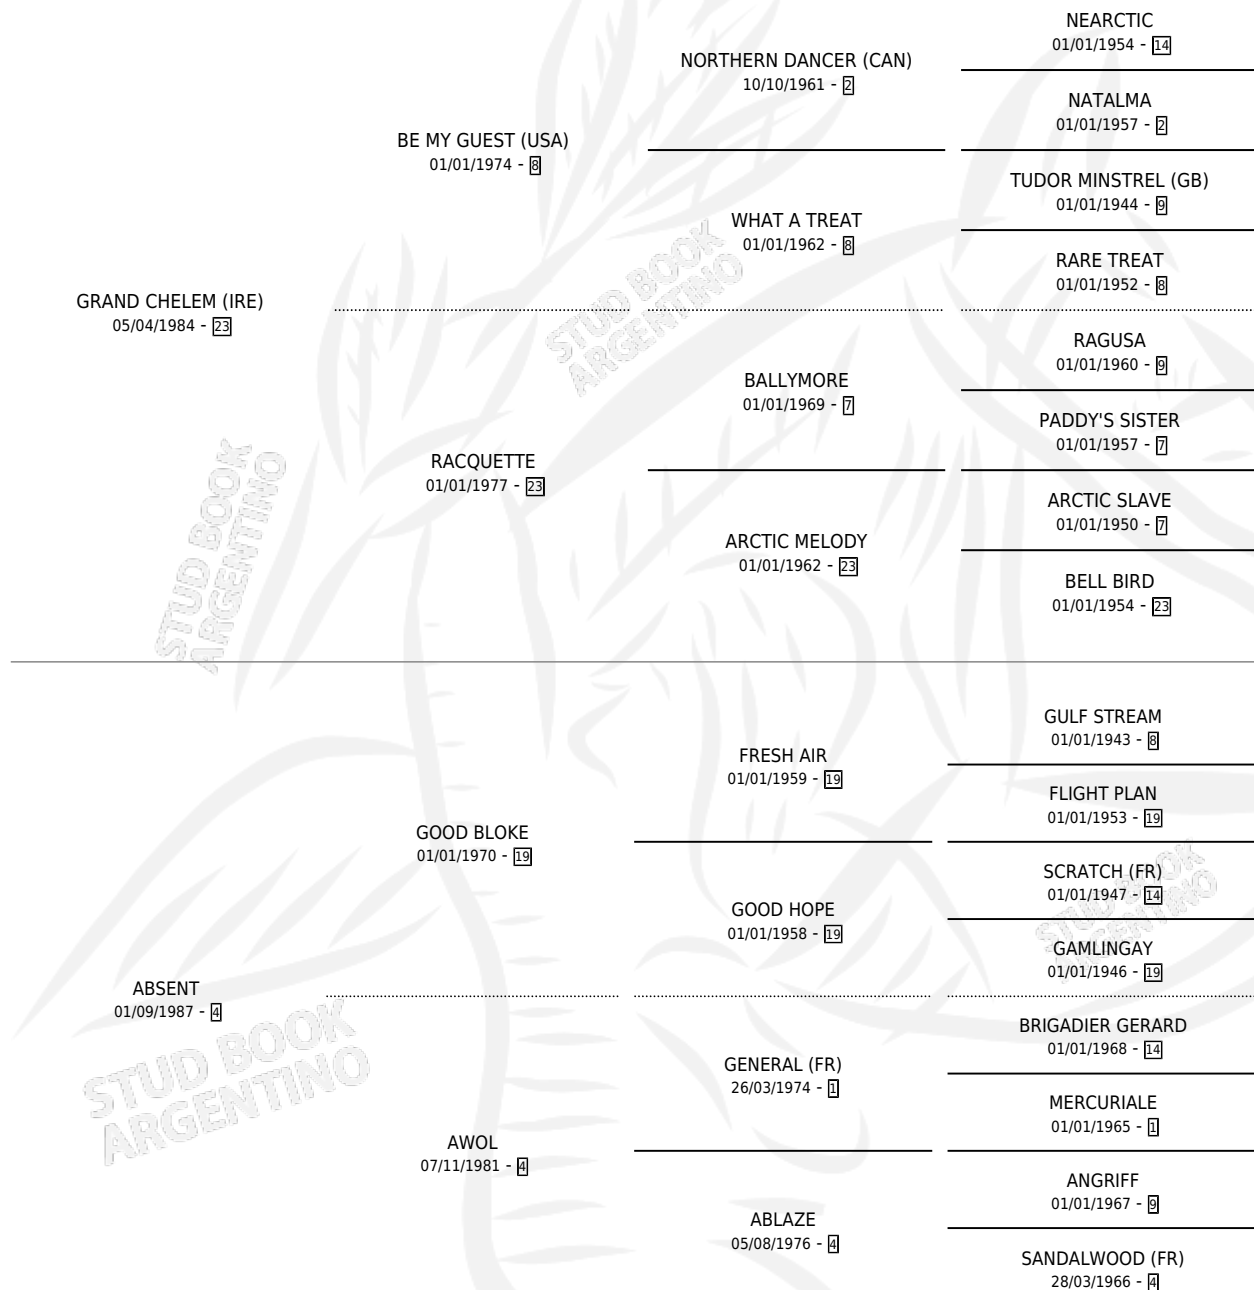 NEARCTIC
01/01/1954 - 14
NORTHERN DANCER (CAN)
10/10/1961 - 2
NATALMA
01/01/1957 - 2
BE MY GUEST (USA)
01/01/1974 - 8
TUDOR MINSTREL (GB)
01/01/1944 - 9
WHAT A TREAT
01/01/1962 - 8
RARE TREAT
01/01/1952 - 8
STUD BOOK
ARGENTINO
GRAND CHELEM (IRE)
05/04/1984 - 23
RAGUSA
01/01/1960 - 9
BALLYMORE
01/01/1969 - 7
PADDY'S SISTER
01/01/1957 - 7
RACQUETTE
01/01/1977 - 23
ARCTIC SLAVE
01/01/1950 - 7
ARCTIC MELODY
01/01/1962 - 23
BELL BIRD
01/01/1954 - 23
STUD BOOK
ARGENTINO
GULF STREAM
01/01/1943 - 8
FRESH AIR
01/01/1959 - 19
FLIGHT PLAN
01/01/1953 - 19
GOOD BLOKE
01/01/1970 - 19
SCRATCH (FR)
01/01/1947 - 14
GOOD HOPE
01/01/1958 - 19
GAMLINGAY
01/01/1946 - 19
STUD BOOK
ARGENTINO
ABSENT
01/09/1987 - 4
BRIGADIER GERARD
01/01/1968 - 14
GENERAL (FR)
26/03/1974 - 1
MERCURIALE
01/01/1965 - 1
STUD BOOK
ARGENTINO
AWOL
07/11/1981 - 4
ANGRIFF
01/01/1967 - 9
ABLAZE
05/08/1976 - 4
SANDALWOOD (FR)
28/03/1966 - 4